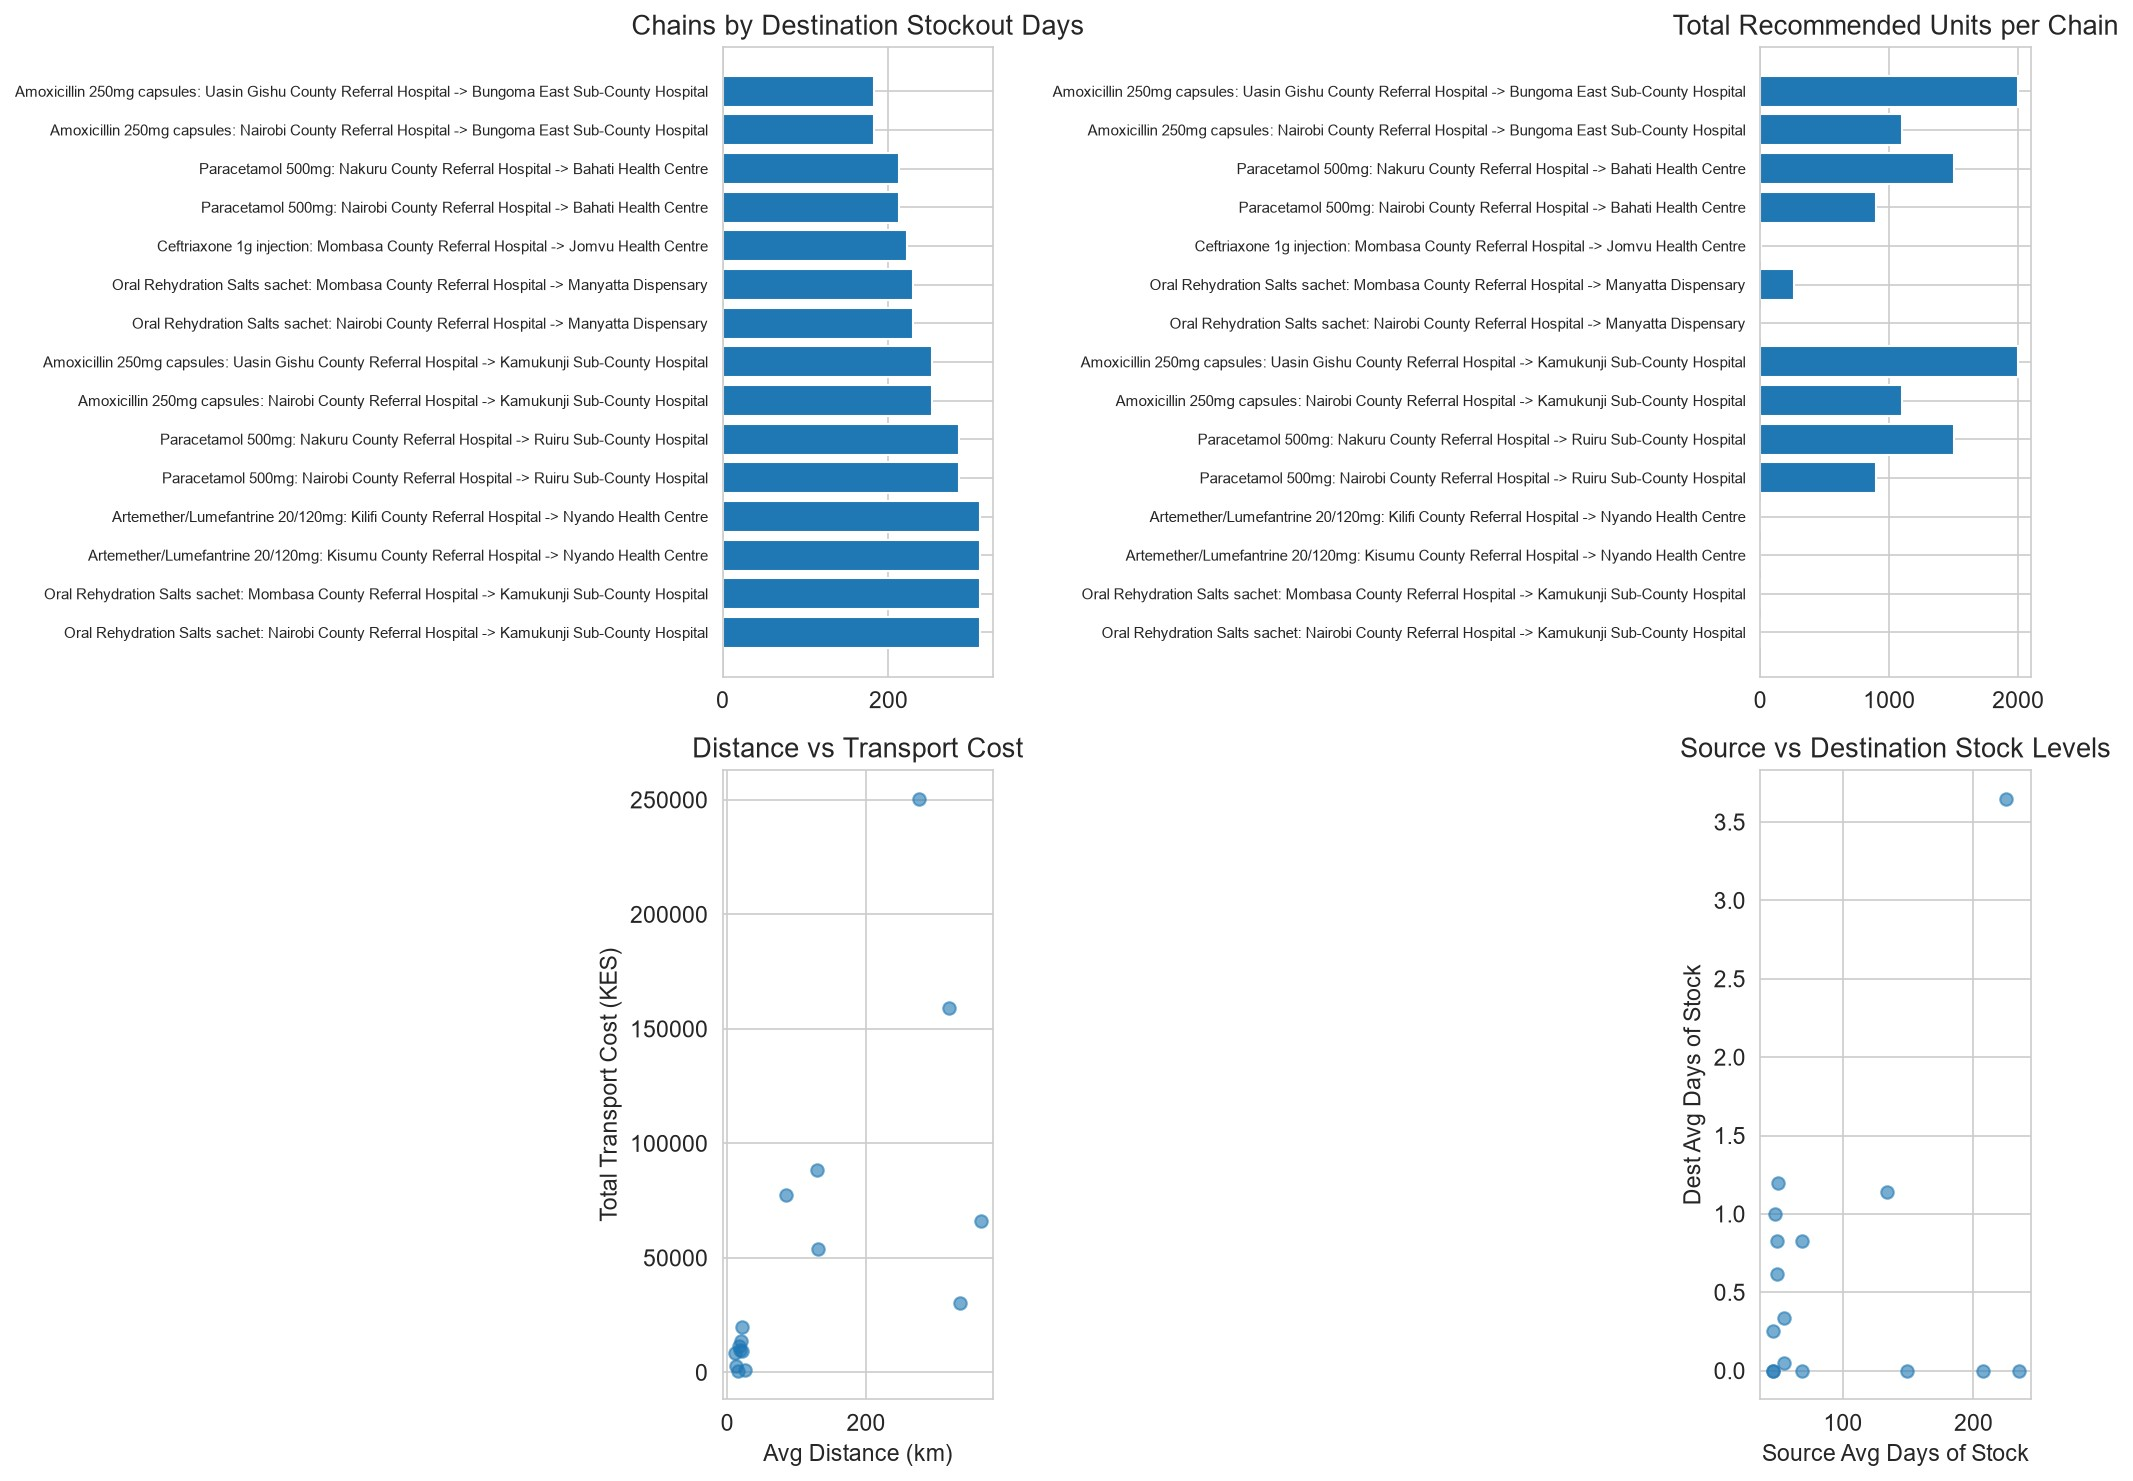 Chains by Destination Stockout Days
Amoxicillin 250mg capsules: Uasin Gishu County Referral Hospital -> Bungoma East Sub-County Hospital
Amoxicillin 250mg capsules: Nairobi County Referral Hospital -> Bungoma East Sub-County Hospital
Paracetamol 500mg: Nakuru County Referral Hospital -> Bahati Health Centre
Paracetamol 500mg: Nairobi County Referral Hospital -> Bahati Health Centre
Ceftriaxone 1g injection: Mombasa County Referral Hospital -> Jomvu Health Centre
Oral Rehydration Salts sachet: Mombasa County Referral Hospital -> Manyatta Dispensary
Oral Rehydration Salts sachet: Nairobi County Referral Hospital -> Manyatta Dispensary
Amoxicillin 250mg capsules: Uasin Gishu County Referral Hospital -> Kamukunji Sub-County Hospital
Amoxicillin 250mg capsules: Nairobi County Referral Hospital -> Kamukunji Sub-County Hospital
Paracetamol 500mg: Nakuru County Referral Hospital -> Ruiru Sub-County Hospital
Paracetamol 500mg: Nairobi County Referral Hospital -> Ruiru Sub-County Hospital
Artemether/Lumefantrine 20/120mg: Kilifi County Referral Hospital -> Nyando Health Centre
Artemether/Lumefantrine 20/120mg: Kisumu County Referral Hospital -> Nyando Health Centre
Oral Rehydration Salts sachet: Mombasa County Referral Hospital -> Kamukunji Sub-County Hospital
Oral Rehydration Salts sachet: Nairobi County Referral Hospital -> Kamukunji Sub-County Hospital
0 200
Total Recommended Units per Chain
Amoxicillin 250mg capsules: Uasin Gishu County Referral Hospital -> Bungoma East Sub-County Hospital
Amoxicillin 250mg capsules: Nairobi County Referral Hospital -> Bungoma East Sub-County Hospital
Paracetamol 500mg: Nakuru County Referral Hospital -> Bahati Health Centre
Paracetamol 500mg: Nairobi County Referral Hospital -> Bahati Health Centre
Ceftriaxone 1g injection: Mombasa County Referral Hospital -> Jomvu Health Centre
Oral Rehydration Salts sachet: Mombasa County Referral Hospital -> Manyatta Dispensary
Oral Rehydration Salts sachet: Nairobi County Referral Hospital -> Manyatta Dispensary
Amoxicillin 250mg capsules: Uasin Gishu County Referral Hospital -> Kamukunji Sub-County Hospital
Amoxicillin 250mg capsules: Nairobi County Referral Hospital -> Kamukunji Sub-County Hospital
Paracetamol 500mg: Nakuru County Referral Hospital -> Ruiru Sub-County Hospital
Paracetamol 500mg: Nairobi County Referral Hospital -> Ruiru Sub-County Hospital
Artemether/Lumefantrine 20/120mg: Kilifi County Referral Hospital -> Nyando Health Centre
Artemether/Lumefantrine 20/120mg: Kisumu County Referral Hospital -> Nyando Health Centre
Oral Rehydration Salts sachet: Mombasa County Referral Hospital -> Kamukunji Sub-County Hospital
Oral Rehydration Salts sachet: Nairobi County Referral Hospital -> Kamukunji Sub-County Hospital
0 1000 2000
Distance vs Transport Cost
Total Transport Cost (KES)
250000
200000
150000
100000
50000
0
0 200
Avg Distance (km)
Source vs Destination Stock Levels
Dest Avg Days of Stock
3.5
3.0
2.5
2.0
1.5
1.0
0.5
0.0
100 200
Source Avg Days of Stock